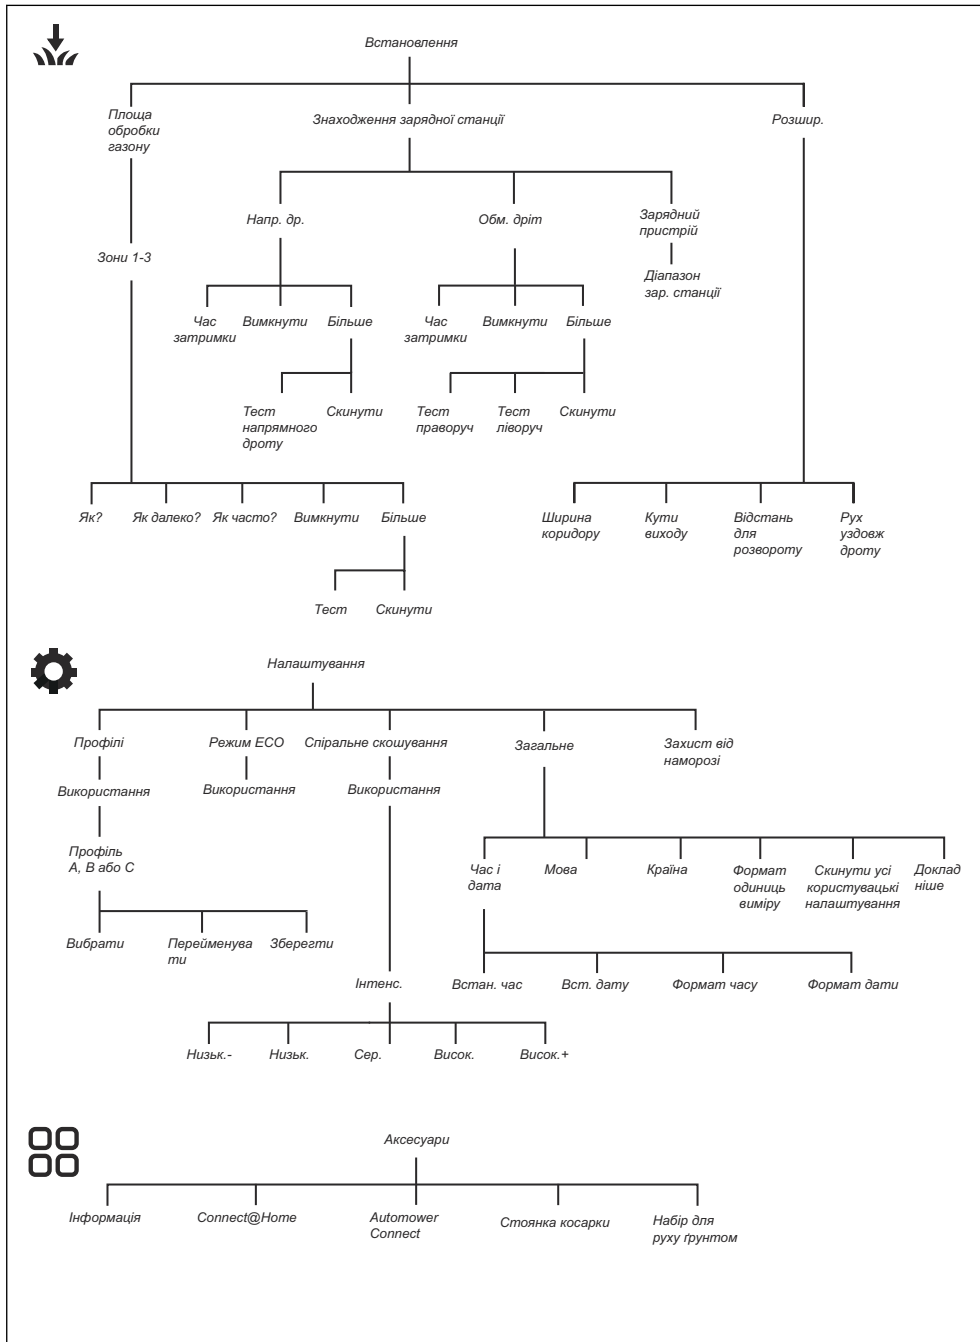 Встановлення
Площа
обробки
газону
Знаходження зарядної станції
Розшир.
Напр. др.
Обм. дріт
Зарядний
пристрій
Зони 1-3
Діапазон
зар. станції
Час
затримки
Вимкнути
Більше
Час
затримки
Вимкнути
Більше
Тест
напрямного
дроту
Скинути
Тест
праворуч
Тест
ліворуч
Скинути
Як?
Як далеко?
Як часто?
Вимкнути
Більше
Ширина
коридору
Кути
виходу
Відстань
для
розвороту
Рух
уздовж
дроту
Тест
Скинути
Налаштування
Профілі
Режим ECO
Спіральне скошування
Загальне
Захист від
наморозі
Використання
Використання
Використання
Профіль
A, B або C
Час і
дата
Мова
Країна
Формат
одиниць
виміру
Скинути усі
користувацькі
налаштування
Доклад
ніше
Вибрати
Перейменува
ти
Зберегти
Інтенс.
Встан. час
Вст. дату
Формат часу
Формат дати
Низьк.-
Низьк.
Сер.
Висок.
Висок.+
Аксесуари
Інформація
Connect@Home
Automower
Connect
Стоянка косарки
Набір для
руху ґрунтом